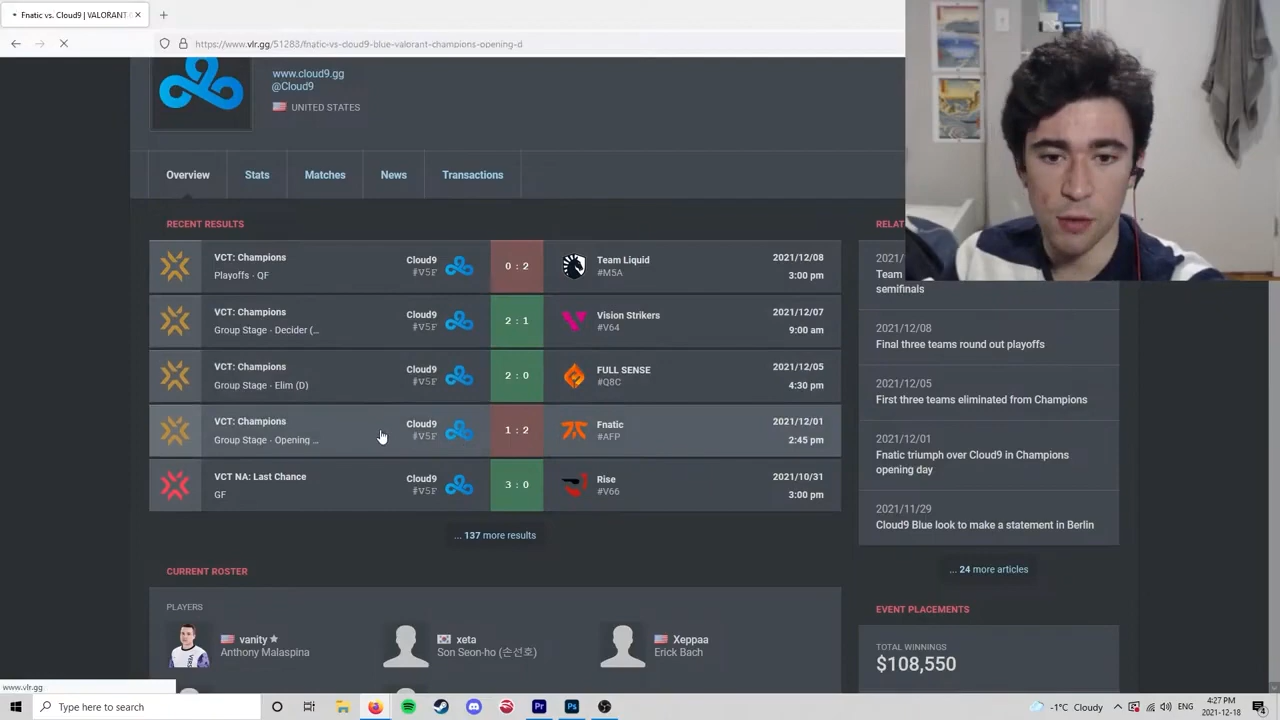 Fnatic vs. Cloud9 | VALORANT
https://www.vlr.gg/51283/fnatic-vs-cloud9-blue-valorant-champions-opening-d
www.cloud9.gg
@Cloud9
UNITED STATES
Overview
Stats
Matches
News
Transactions
RECENT RESULTS
VCT: Champions
Playoffs - QF
Cloud9
#V5F
0 : 2
Team Liquid
#M5A
2021/12/08
3:00 pm
VCT: Champions
Group Stage - Decider (...
Cloud9
#V5F
2 : 1
Vision Strikers
#V64
2021/12/07
9:00 am
VCT: Champions
Group Stage - Elim (D)
Cloud9
#V5F
2 : 0
FULL SENSE
#Q8C
2021/12/05
4:30 pm
VCT: Champions
Group Stage - Opening ...
Cloud9
#V5F
1 : 2
Fnatic
#AFP
2021/12/01
2:45 pm
VCT NA: Last Chance
GF
Cloud9
#V5F
3 : 0
Rise
#V66
2021/10/31
3:00 pm
... 137 more results
CURRENT ROSTER
PLAYERS
vanity
Anthony Malaspina
xeta
Son Seon-ho (손선호)
Xeppaa
Erick Bach
RELAT
2021/
Team
semifinals
2021/12/08
Final three teams round out playoffs
2021/12/05
First three teams eliminated from Champions
2021/12/01
Fnatic triumph over Cloud9 in Champions
opening day
2021/11/29
Cloud9 Blue look to make a statement in Berlin
... 24 more articles
EVENT PLACEMENTS
TOTAL WINNINGS
$108,550
www.vlr.gg
Type here to search
Pr
Ps
-1°C Cloudy
ENG
4:27 PM
2021-12-18
4